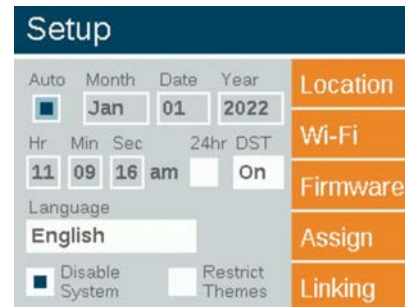 Setup
Auto Month Date Year
Jan 01 2022
Hr Min Sec 24hr DST
11 09 16 am On
Language
English
Disable System
Restrict Themes
Location
Wi-Fi
Firmware
Assign
Linking